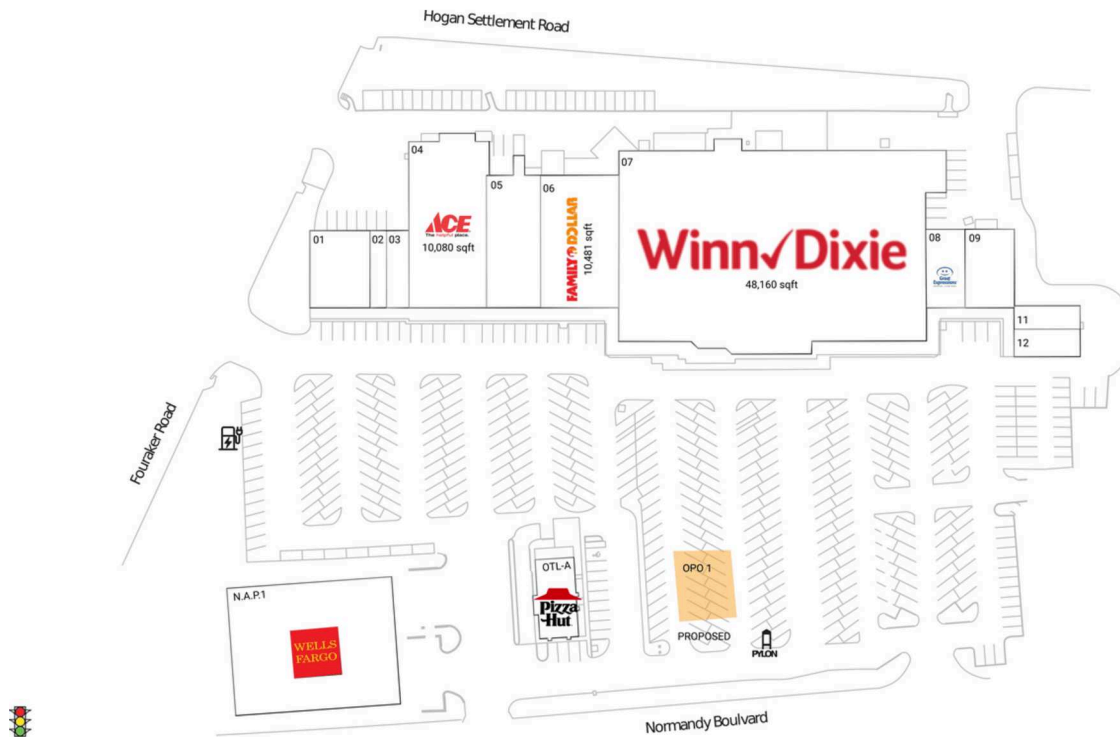 Hogan Settlement Road
04
ACE
The helpful place.
10,080 sqft
05
06
FAMILY DOLLAR
10,481 sqft
07
Winn Dixie
48,160 sqft
01
02
03
08
Great
Expressions
09
11
12
Fouraker Road
OTL-A
Pizza
Hut
OPO 1
PROPOSED
PYLON
N.A.P.1
WELLS
FARGO
Normandy Boulvard